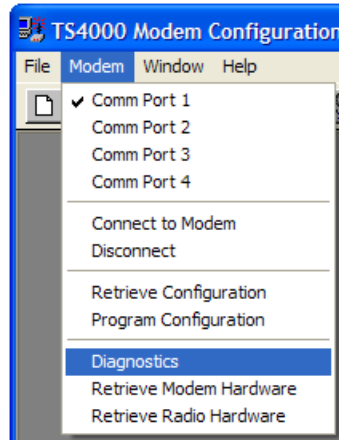 TS4000 Modem Configuration
File Modem Window Help
Comm Port 1
Comm Port 2
Comm Port 3
Comm Port 4
Connect to Modem
Disconnect
Retrieve Configuration
Program Configuration
Diagnostics
Retrieve Modem Hardware
Retrieve Radio Hardware